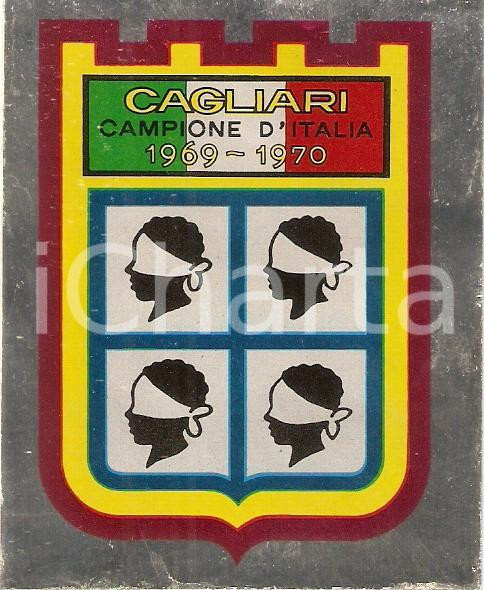 CAGLIARI
CAMPIONE D'ITALIA
1969 - 1970
iCharta